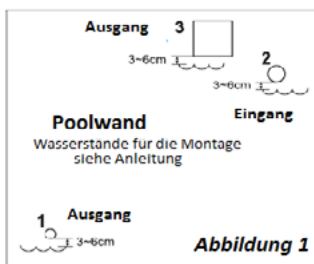 Ausgang 3
3~6cm
2
3~6cm
Eingang
Poolwand
Wasserstände für die Montage
siehe Anleitung
1 Ausgang
3~6cm
Abbildung 1